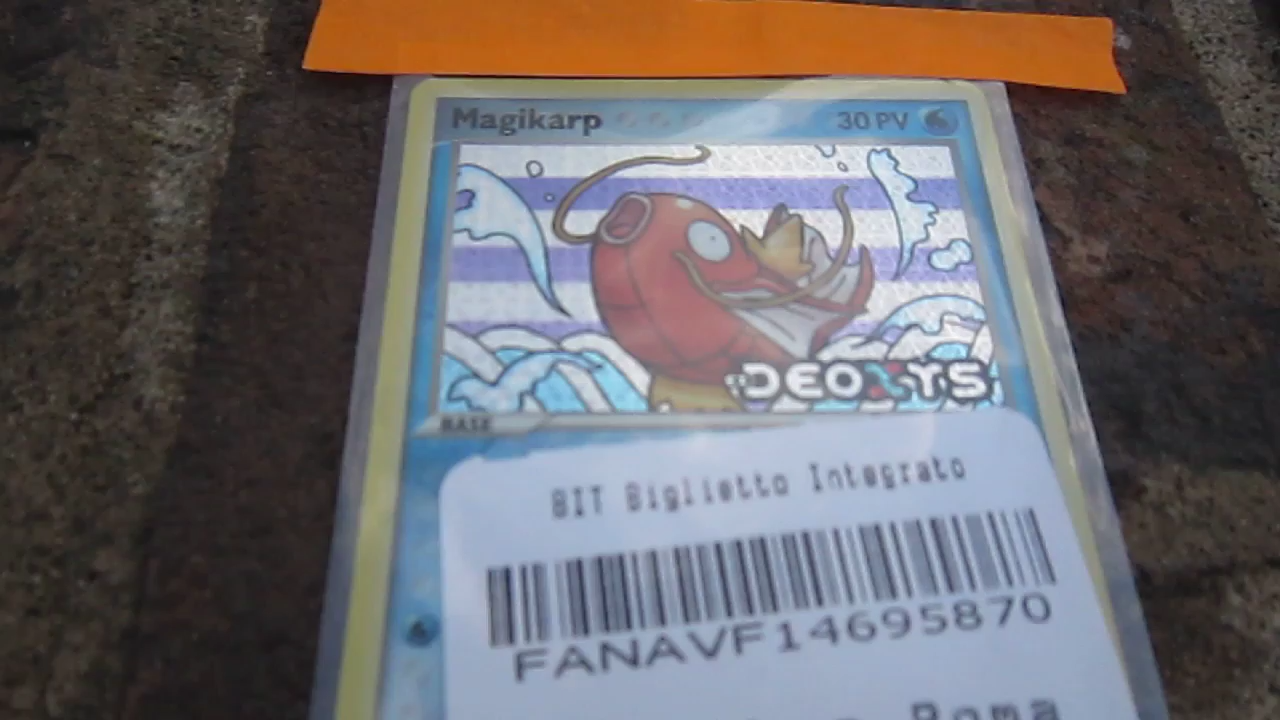 Magikarp 30 PV
DEOXYS
BASE
BIT Biglietto Integrato
FANAVF14695870
Roma